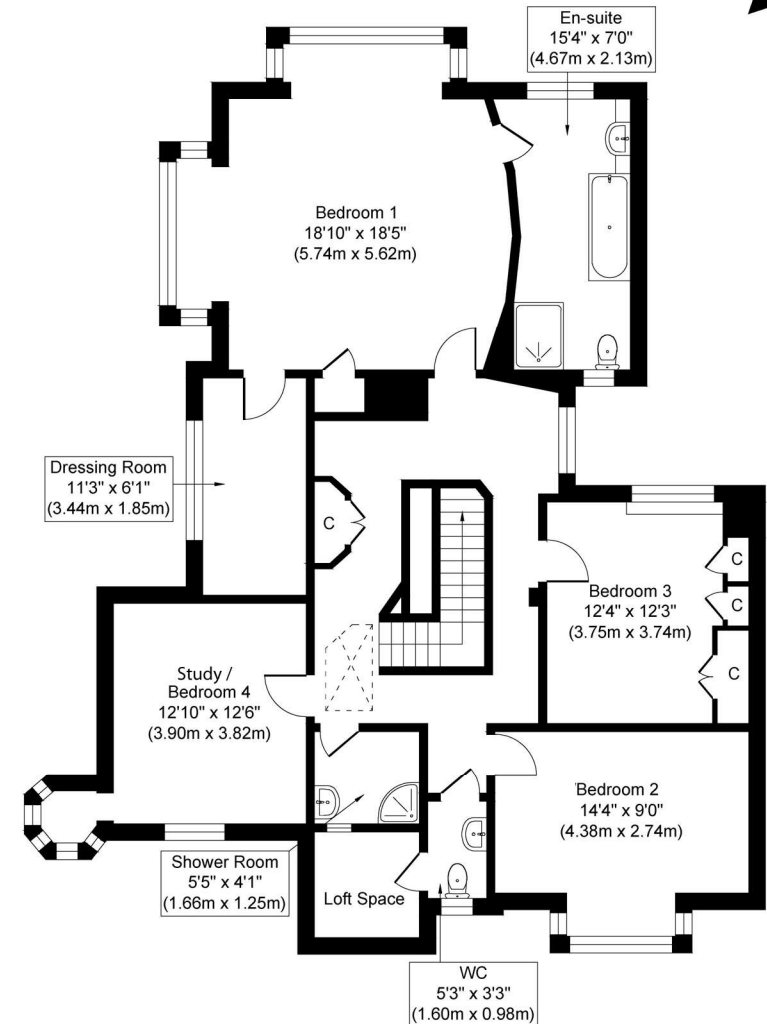 En-suite
15'4" x 7'0"
(4.67m x 2.13m)
Bedroom 1
18'10" x 18'5"
(5.74m x 5.62m)
Dressing Room
11'3" x 6'1"
(3.44m x 1.85m)
C
Bedroom 3
12'4" x 12'3"
(3.75m x 3.74m)
C
C
C
Study /
Bedroom 4
12'10" x 12'6"
(3.90m x 3.82m)
Bedroom 2
14'4" x 9'0"
(4.38m x 2.74m)
Shower Room
5'5" x 4'1"
(1.66m x 1.25m)
Loft Space
WC
5'3" x 3'3"
(1.60m x 0.98m)